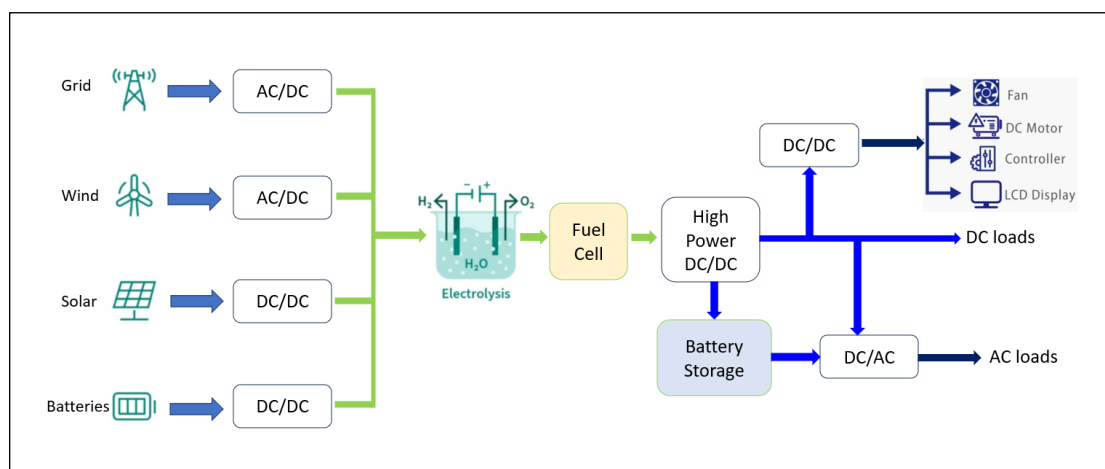 Grid
AC/DC
Wind
AC/DC
Solar
DC/DC
Batteries
DC/DC
H₂
− +
O₂
H₂O
Electrolysis
Fuel
Cell
High
Power
DC/DC
Battery
Storage
DC/DC
Fan
DC Motor
Controller
LCD Display
DC loads
DC/AC
AC loads